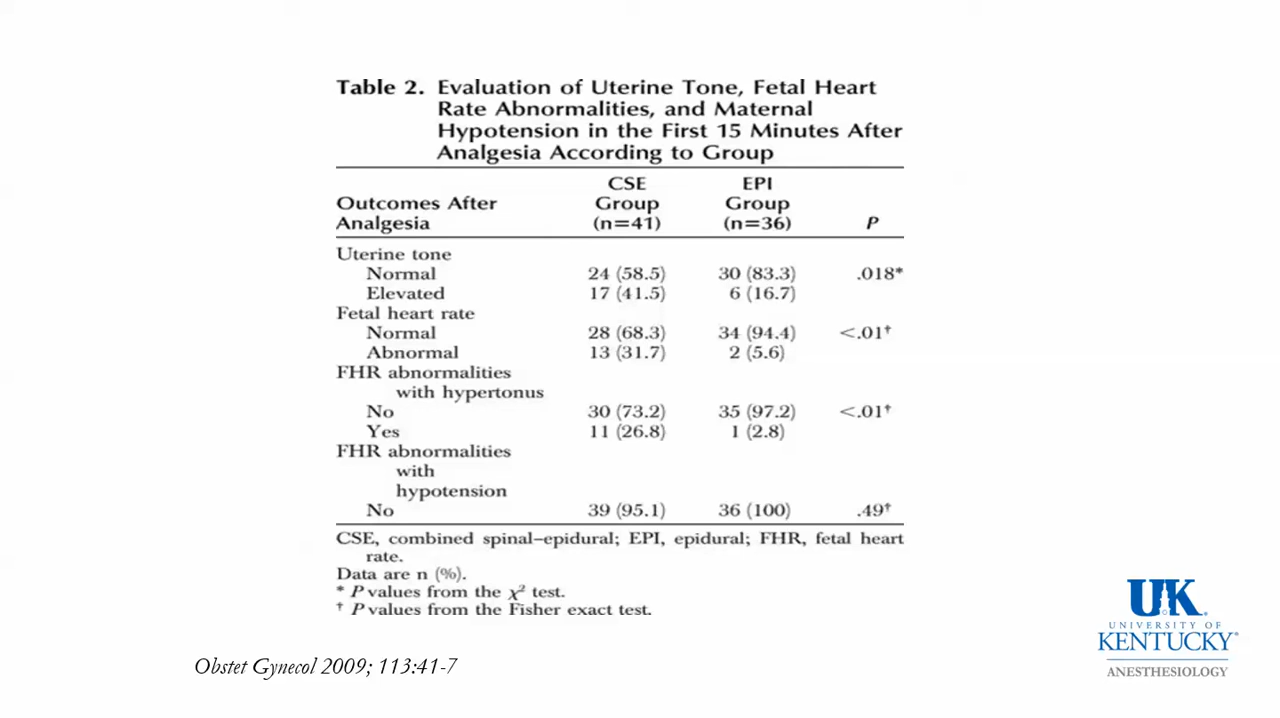 Table 2. Evaluation of Uterine Tone, Fetal Heart
Rate Abnormalities, and Maternal
Hypotension in the First 15 Minutes After
Analgesia According to Group
CSE EPI
Outcomes After Group Group
Analgesia (n=41) (n=36) P
Uterine tone
Normal 24 (58.5) 30 (83.3) .018*
Elevated 17 (41.5) 6 (16.7)
Fetal heart rate
Normal 28 (68.3) 34 (94.4) <.01†
Abnormal 13 (31.7) 2 (5.6)
FHR abnormalities
with hypertonus
No 30 (73.2) 35 (97.2) <.01†
Yes 11 (26.8) 1 (2.8)
FHR abnormalities
with
hypotension
No 39 (95.1) 36 (100) .49†
CSE, combined spinal–epidural; EPI, epidural; FHR, fetal heart
rate.
Data are n (%).
* P values from the χ² test.
† P values from the Fisher exact test.
Obstet Gynecol 2009; 113:41-7
UK®
UNIVERSITY OF
KENTUCKY®
ANESTHESIOLOGY